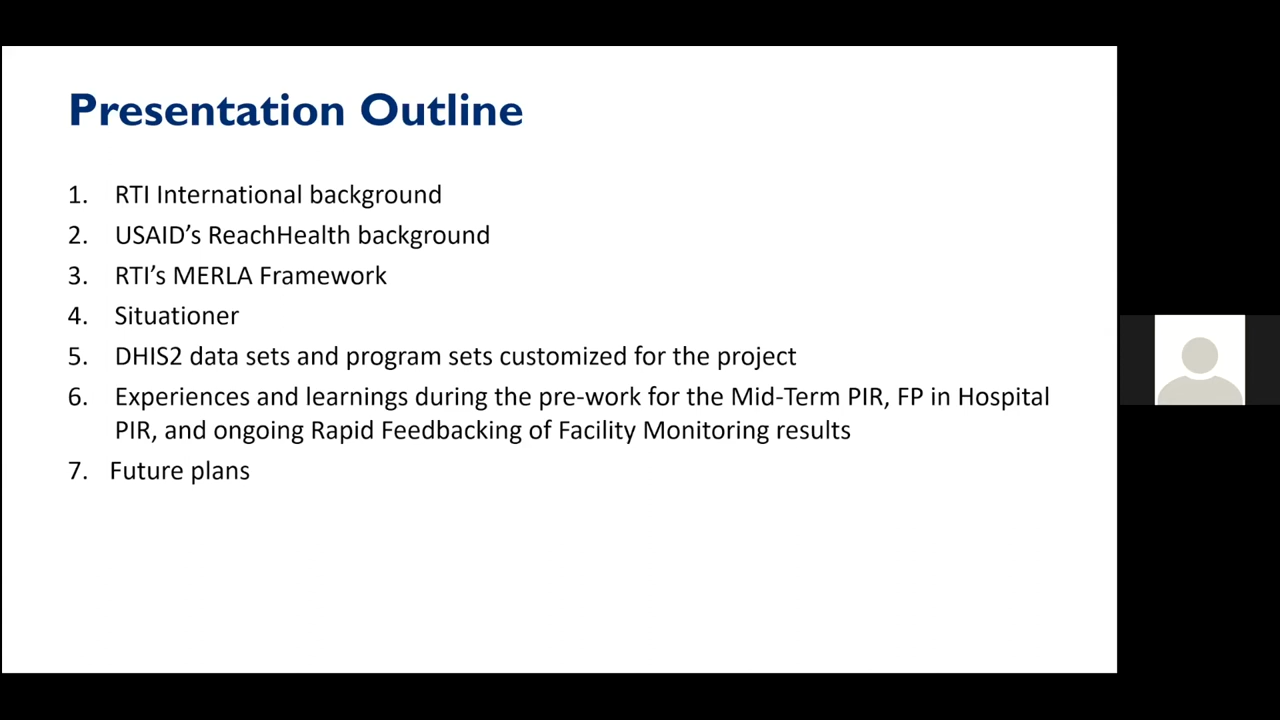 Presentation Outline
1. RTI International background
2. USAID’s ReachHealth background
3. RTI’s MERLA Framework
4. Situationer
5. DHIS2 data sets and program sets customized for the project
6. Experiences and learnings during the pre-work for the Mid-Term PIR, FP in Hospital
PIR, and ongoing Rapid Feedbacking of Facility Monitoring results
7. Future plans